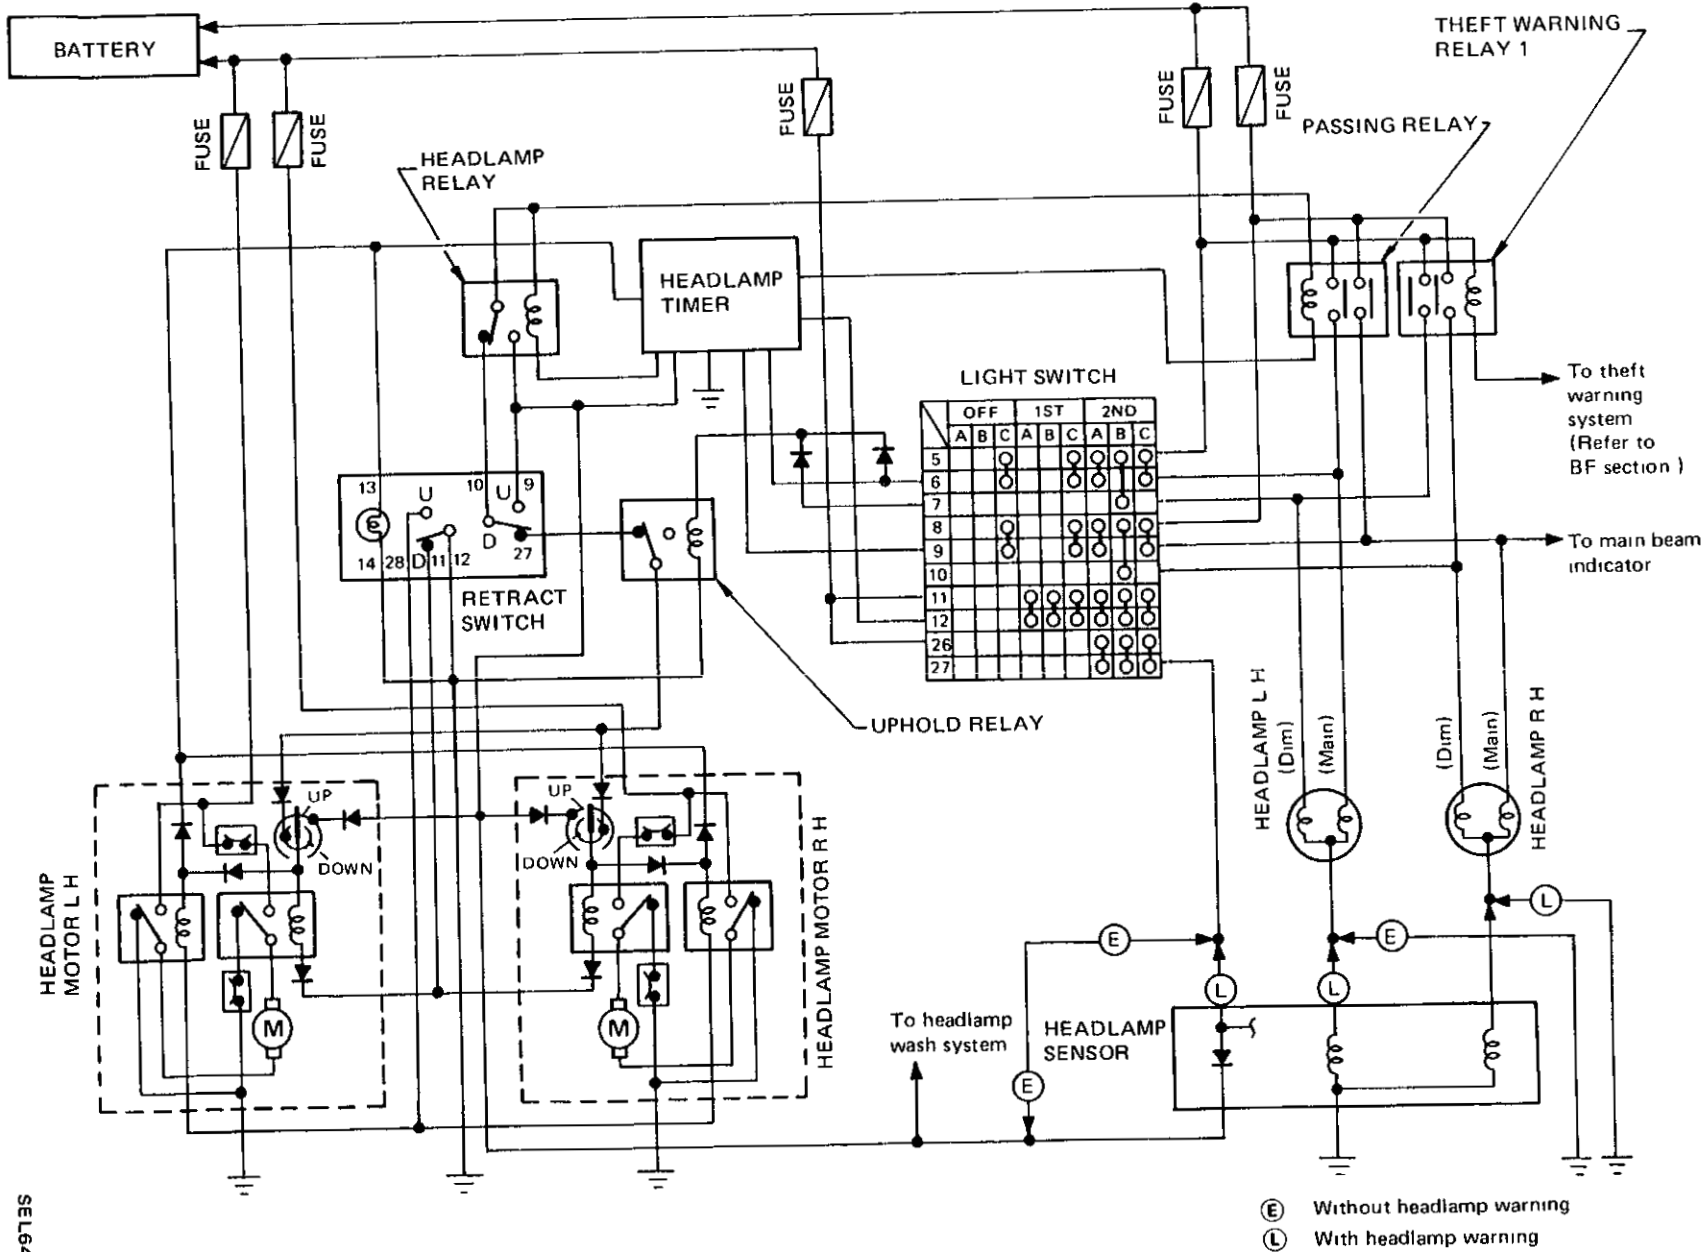 BATTERY
FUSE
FUSE
FUSE
FUSE
FUSE
THEFT WARNING
RELAY 1
PASSING RELAY
HEADLAMP
RELAY
HEADLAMP
TIMER
To theft
warning
system
(Refer to
BF section )
LIGHT SWITCH
OFF 1ST 2ND
A B C A B C A B C
5
6
7
8
9
10
11
12
26
27
13 10 U 9
U
D
14 28 D 11 12 27
RETRACT
SWITCH
To main beam
indicator
UPHOLD RELAY
HEADLAMP L H
(Dim)
(Main)
(Dim)
(Main)
HEADLAMP R H
UP
DOWN
UP
DOWN
HEADLAMP
MOTOR L H
M
M
HEADLAMP MOTOR R H
To headlamp
wash system
HEADLAMP
SENSOR
E
E
L
L
E
L
E Without headlamp warning
L With headlamp warning